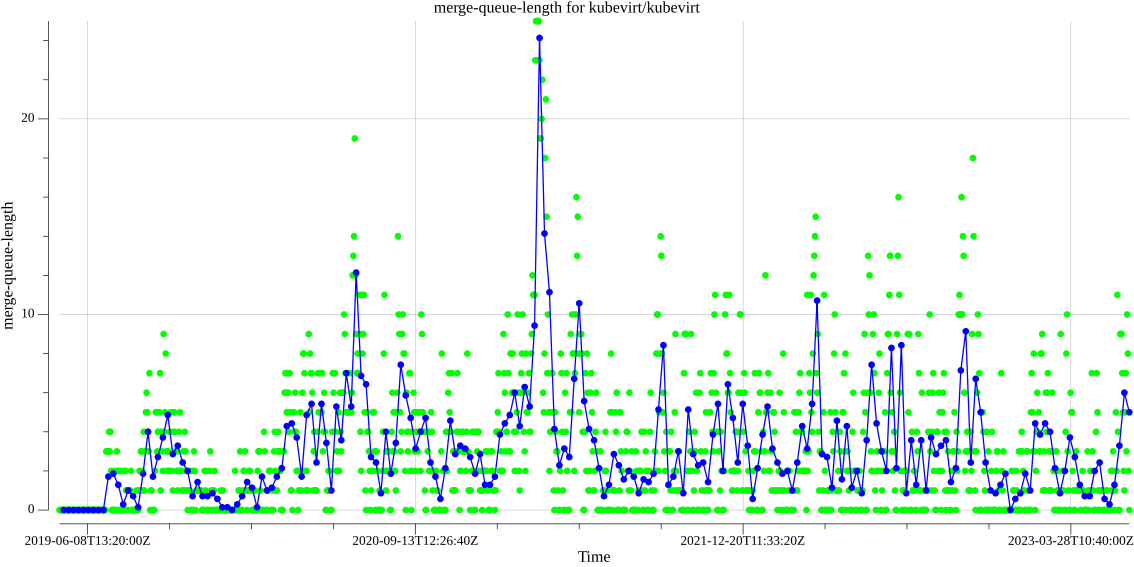 merge-queue-length for kubevirt/kubevirt
merge-queue-length
20
10
0
2019-06-08T13:20:00Z 2020-09-13T12:26:40Z 2021-12-20T11:33:20Z 2023-03-28T10:40:00Z
Time